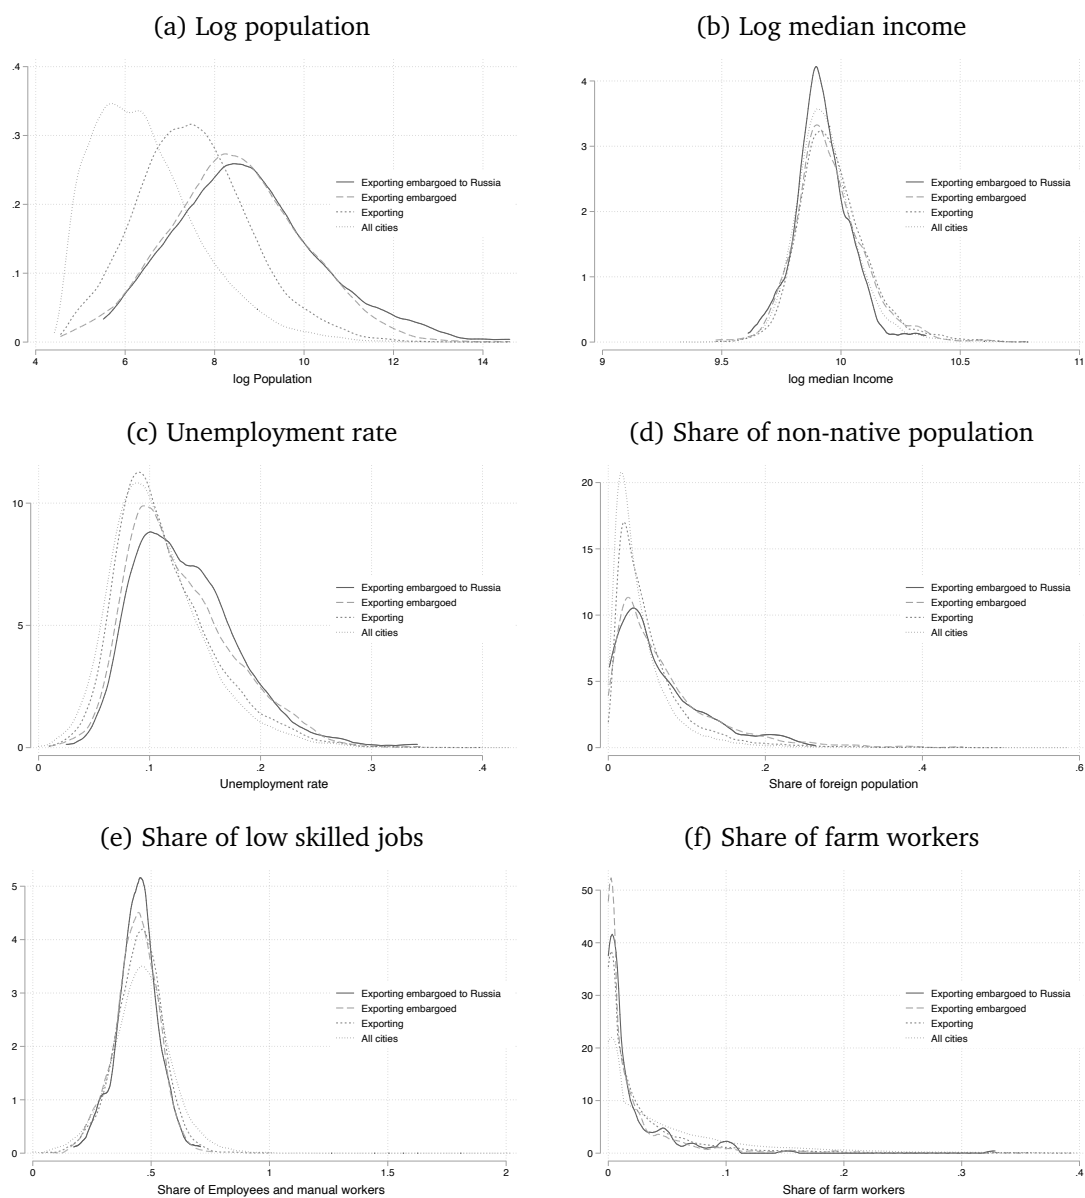 (a) Log population
.4
.3
.2
.1
0
Exporting embargoed to Russia
Exporting embargoed
Exporting
All cities
4 6 8 10 12 14
log Population
(b) Log median income
4
3
2
1
0
Exporting embargoed to Russia
Exporting embargoed
Exporting
All cities
9 9.5 10 10.5 11
log median Income
(c) Unemployment rate
10
5
0
Exporting embargoed to Russia
Exporting embargoed
Exporting
All cities
0 .1 .2 .3 .4
Unemployment rate
(d) Share of non-native population
20
15
10
5
0
Exporting embargoed to Russia
Exporting embargoed
Exporting
All cities
0 .2 .4 .6
Share of foreign population
(e) Share of low skilled jobs
5
4
3
2
1
0
Exporting embargoed to Russia
Exporting embargoed
Exporting
All cities
0 .5 1 1.5 2
Share of Employees and manual workers
(f) Share of farm workers
50
40
30
20
10
0
Exporting embargoed to Russia
Exporting embargoed
Exporting
All cities
0 .1 .2 .3 .4
Share of farm workers